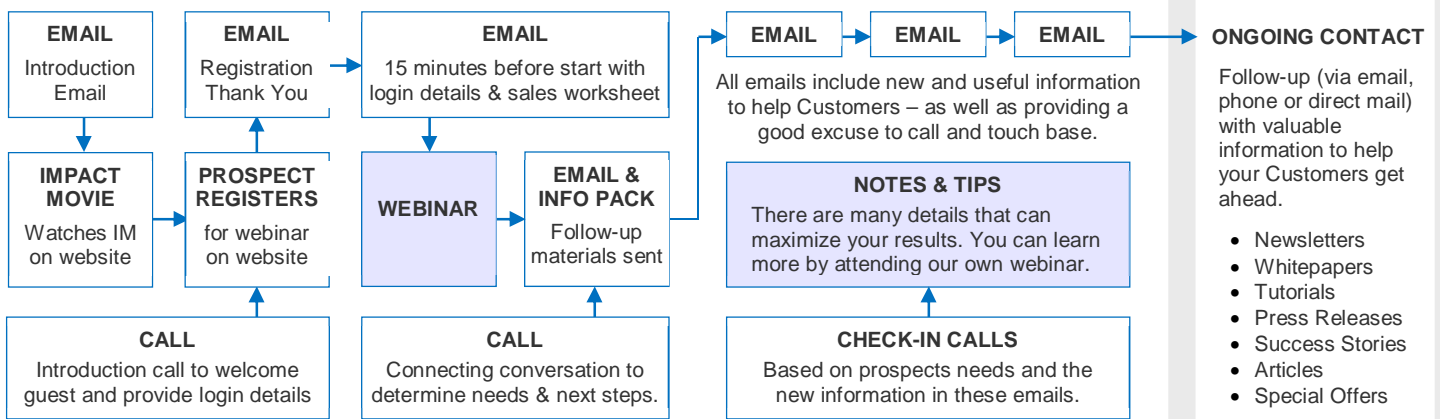 EMAIL
Introduction
Email
EMAIL
Registration
Thank You
EMAIL
15 minutes before start with
login details & sales worksheet
EMAIL
EMAIL
EMAIL
All emails include new and useful information
to help Customers – as well as providing a
good excuse to call and touch base.
IMPACT
MOVIE
Watches IM
on website
PROSPECT
REGISTERS
for webinar
on website
WEBINAR
EMAIL &
INFO PACK
Follow-up
materials sent
NOTES & TIPS
There are many details that can
maximize your results. You can learn
more by attending our own webinar.
CALL
Introduction call to welcome
guest and provide login details
CALL
Connecting conversation to
determine needs & next steps.
CHECK-IN CALLS
Based on prospects needs and the
new information in these emails.
ONGOING CONTACT
Follow-up (via email,
phone or direct mail)
with valuable
information to help
your Customers get
ahead.
• Newsletters
• Whitepapers
• Tutorials
• Press Releases
• Success Stories
• Articles
• Special Offers